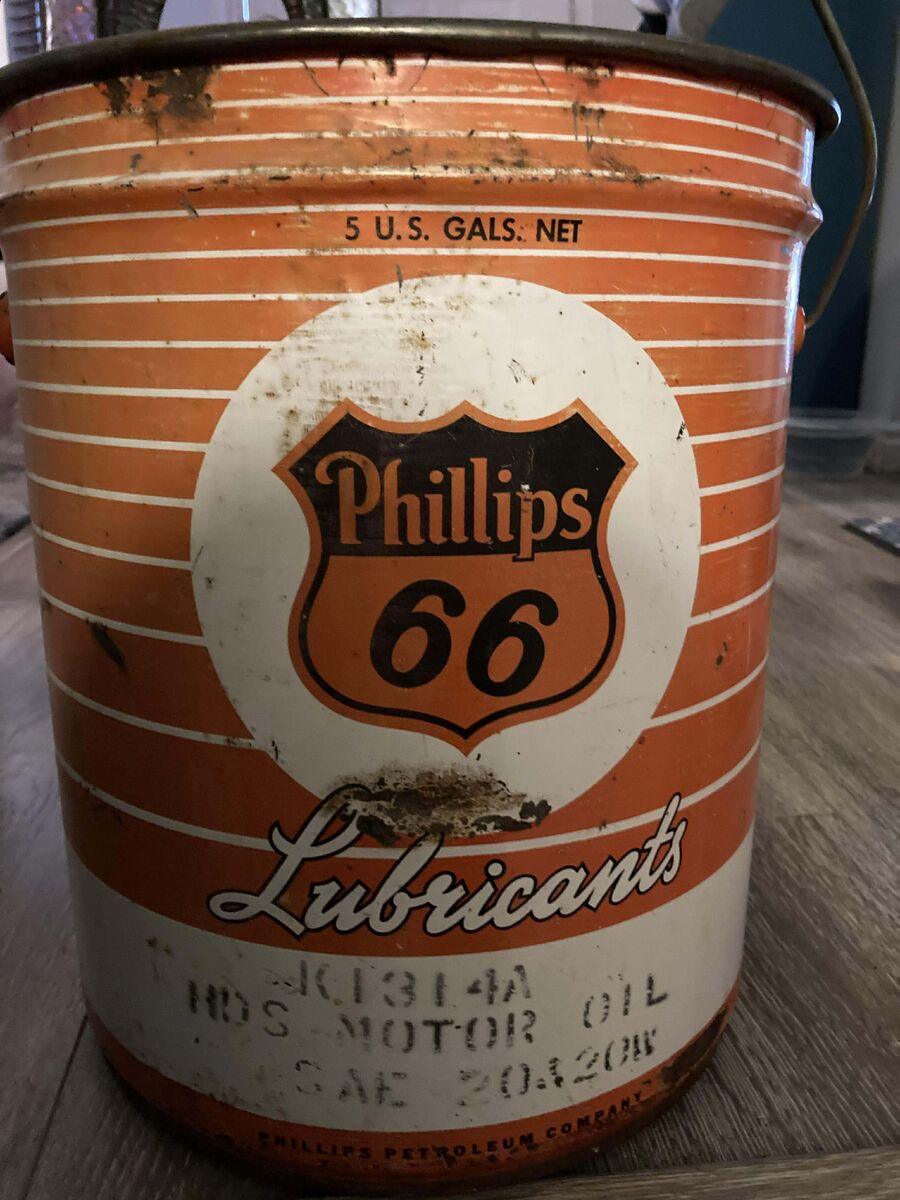 5 U.S. GALS. NET
Phillips
66
Lubricants
HDS MOTOR OIL
SAE 20&20W
PHILLIPS PETROLEUM COMPANY